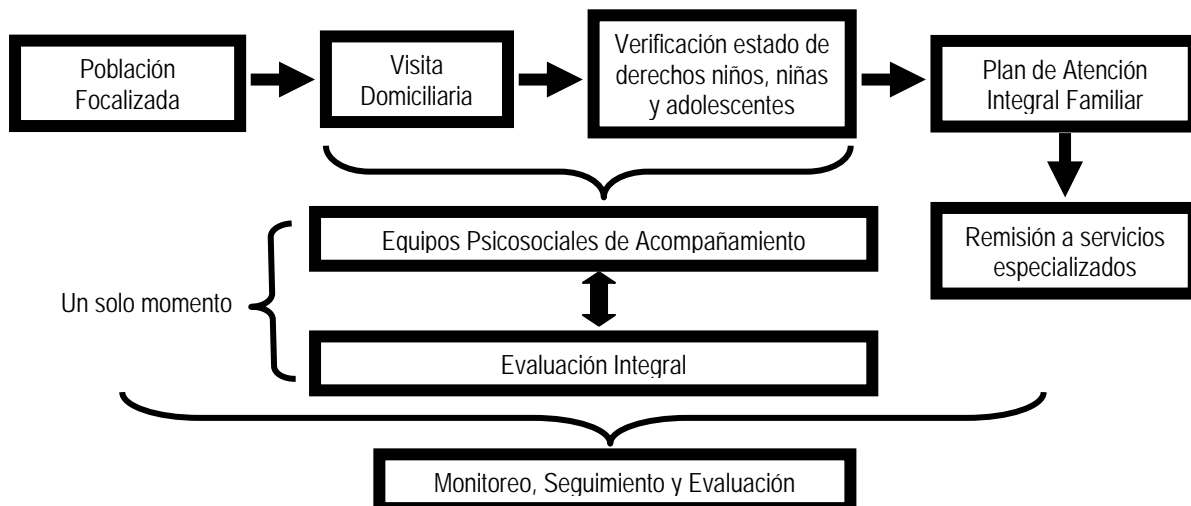 Población
Focalizada
Visita
Domiciliaria
Verificación estado de
derechos niños, niñas
y adolescentes
Plan de Atención
Integral Familiar
Equipos Psicosociales de Acompañamiento
Remisión a servicios
especializados
Un solo momento
Evaluación Integral
Monitoreo, Seguimiento y Evaluación